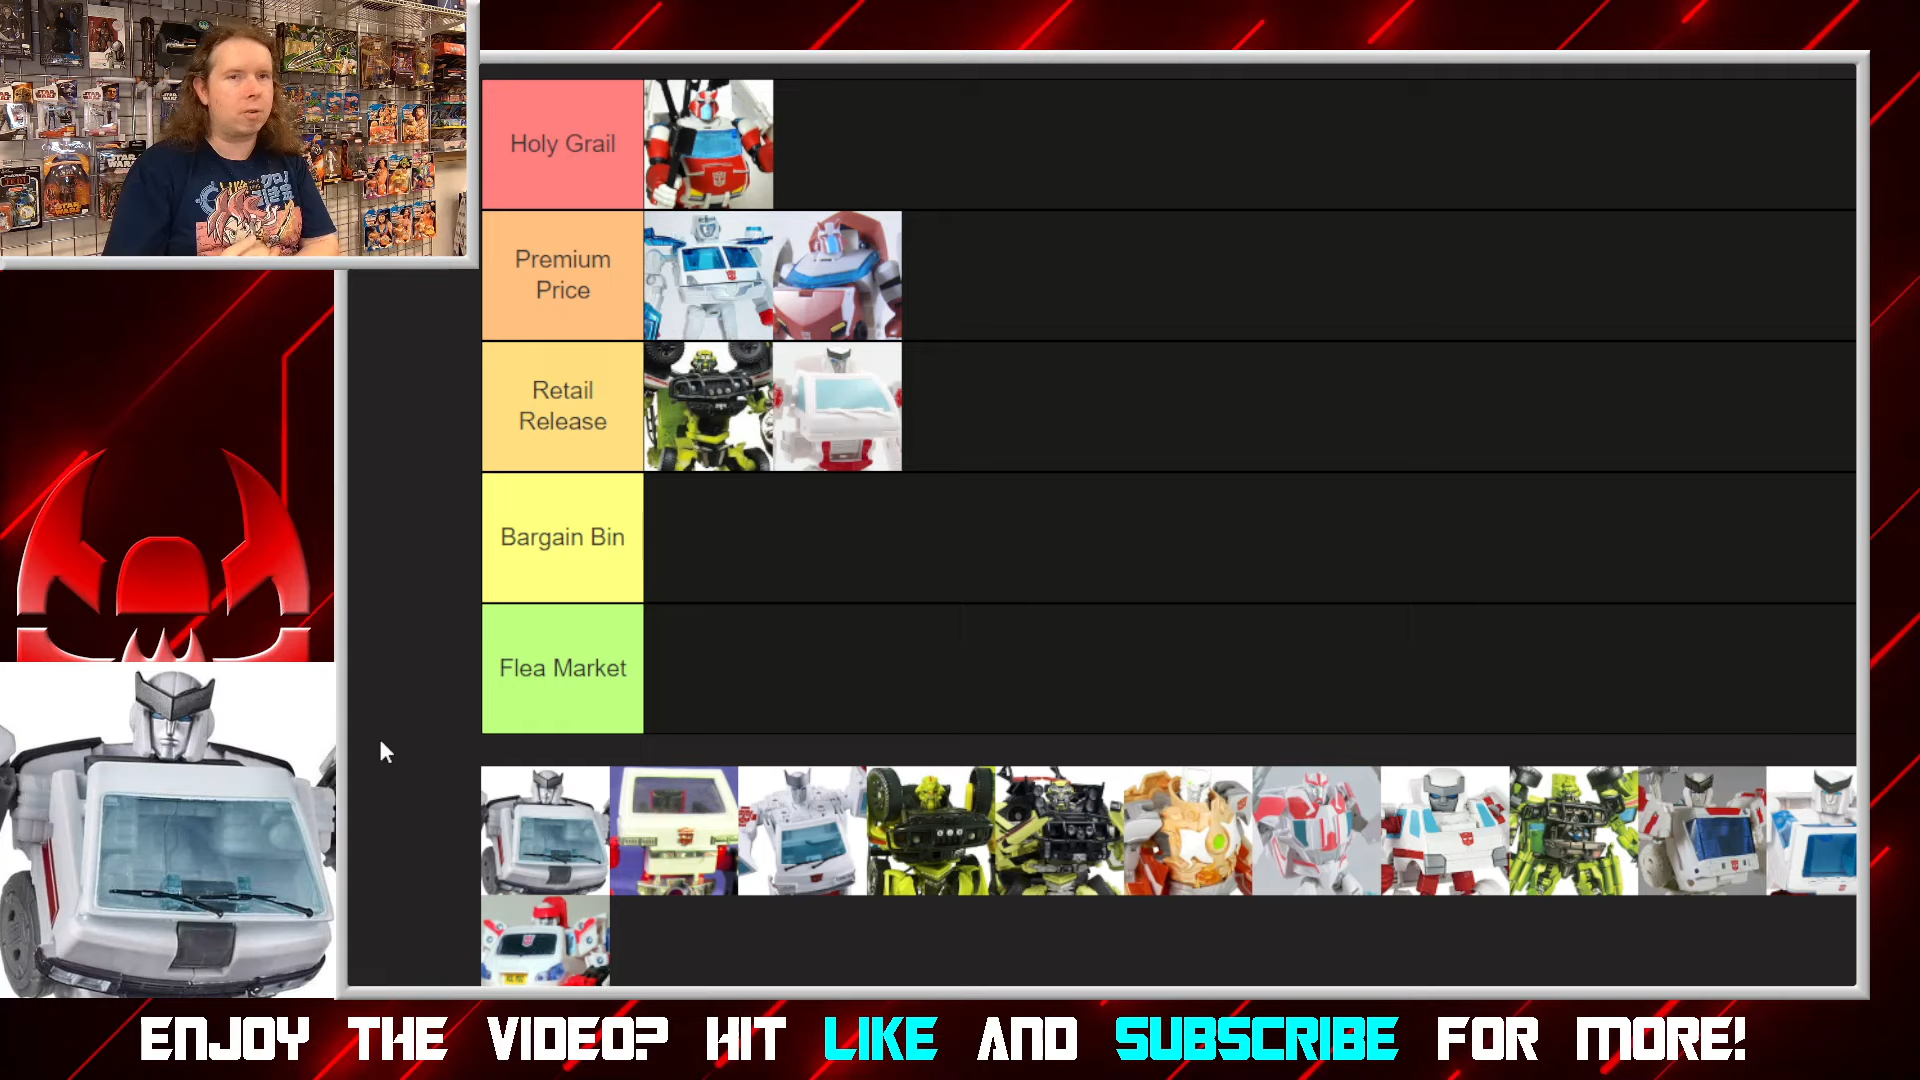 Holy Grail
Premium
Price
Retail
Release
Bargain Bin
Flea Market
ENJOY THE VIDEO? HIT LIKE AND SUBSCRIBE FOR MORE!